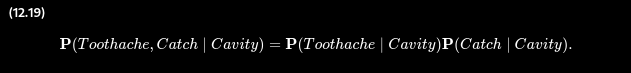 (12.19)
P(Toothache, Catch | Cavity) = P(Toothache | Cavity)P(Catch | Cavity).